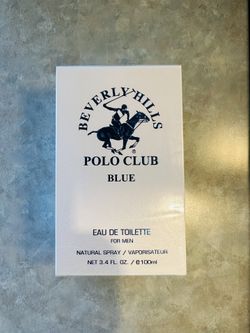 BEVERLY HILLS
®
POLO CLUB
BLUE
EAU DE TOILETTE
FOR MEN
NATURAL SPRAY / VAPORISATEUR
NET 3.4 FL. OZ. / ℮100ml